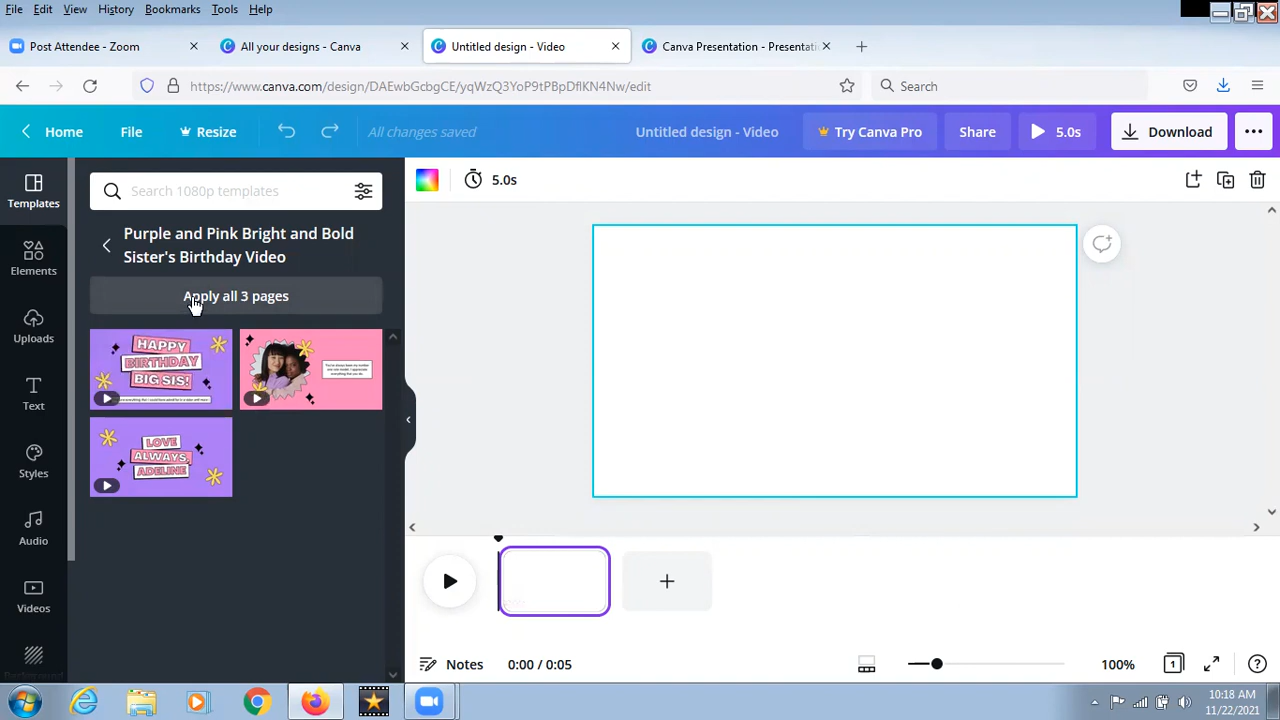 File Edit View History Bookmarks Tools Help
Post Attendee - Zoom
All your designs - Canva
Untitled design - Video
Canva Presentation - Presentati
https://www.canva.com/design/DAEwbGcbgCE/yqWzQ3YoP9tPBpDflKN4Nw/edit
Search
Home
File
Resize
All changes saved
Untitled design - Video
Try Canva Pro
Share
5.0s
Download
Templates
Search 1080p templates
5.0s
Purple and Pink Bright and Bold
Sister's Birthday Video
Elements
Apply all 3 pages
Uploads
HAPPY
BIRTHDAY
BIG SIS!
Text
LOVE
ALWAYS,
ADELINE
Styles
Audio
Videos
Notes
0:00 / 0:05
1
100%
10:18 AM
11/22/2021